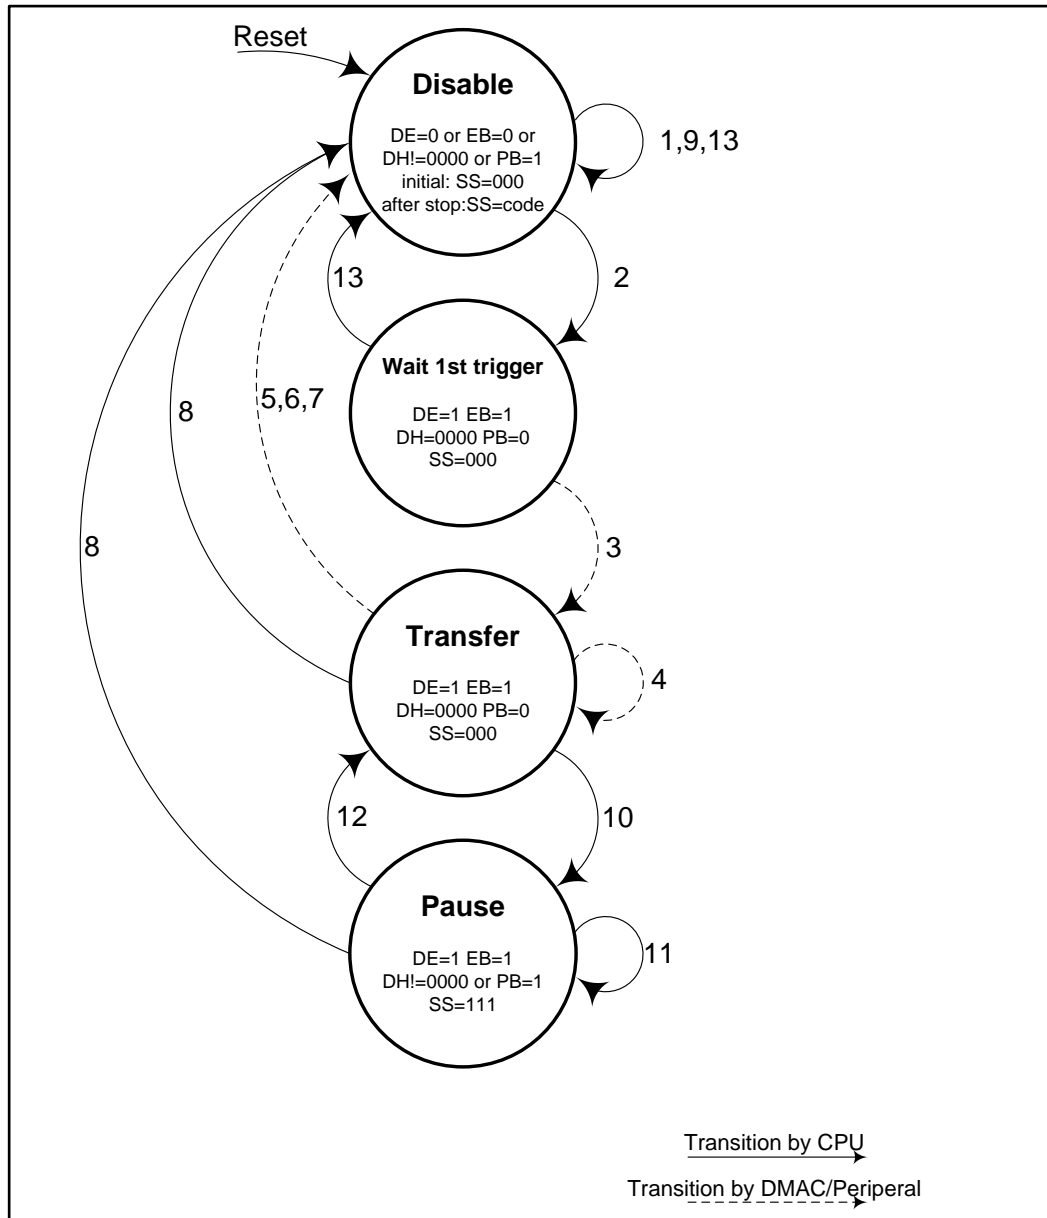 Reset
Disable
DE=0 or EB=0 or
DH!=0000 or PB=1
initial: SS=000
after stop:SS=code
1,9,13
13
2
Wait 1st trigger
DE=1 EB=1
DH=0000 PB=0
SS=000
5,6,7
8
8
3
Transfer
DE=1 EB=1
DH=0000 PB=0
SS=000
4
12
10
Pause
DE=1 EB=1
DH!=0000 or PB=1
SS=111
11
Transition by CPU
Transition by DMAC/Periperal